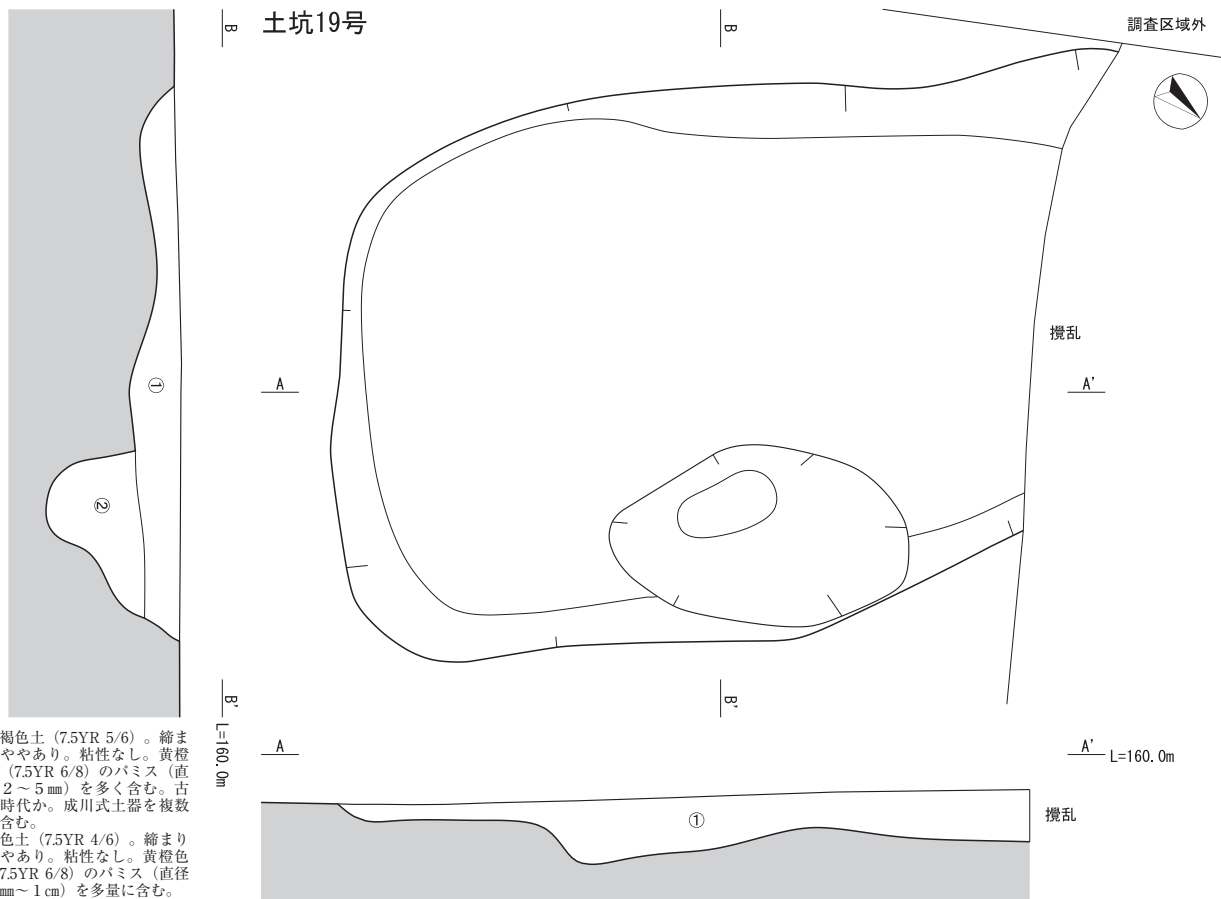 土坑19号
調査区域外
B
B
攪乱
A
A'
①
②
B'
B'
L=160.0m
A
A'
L=160.0m
①
攪乱
褐色土（7.5YR 5/6）。締ま
ややあり。粘性なし。黄橙
（7.5YR 6/8）のパミス（直
２～５㎜）を多く含む。古
時代か。成川式土器を複数
含む。
色土（7.5YR 4/6）。締まり
やあり。粘性なし。黄橙色
7.5YR 6/8）のパミス（直径
㎜～１㎝）を多量に含む。